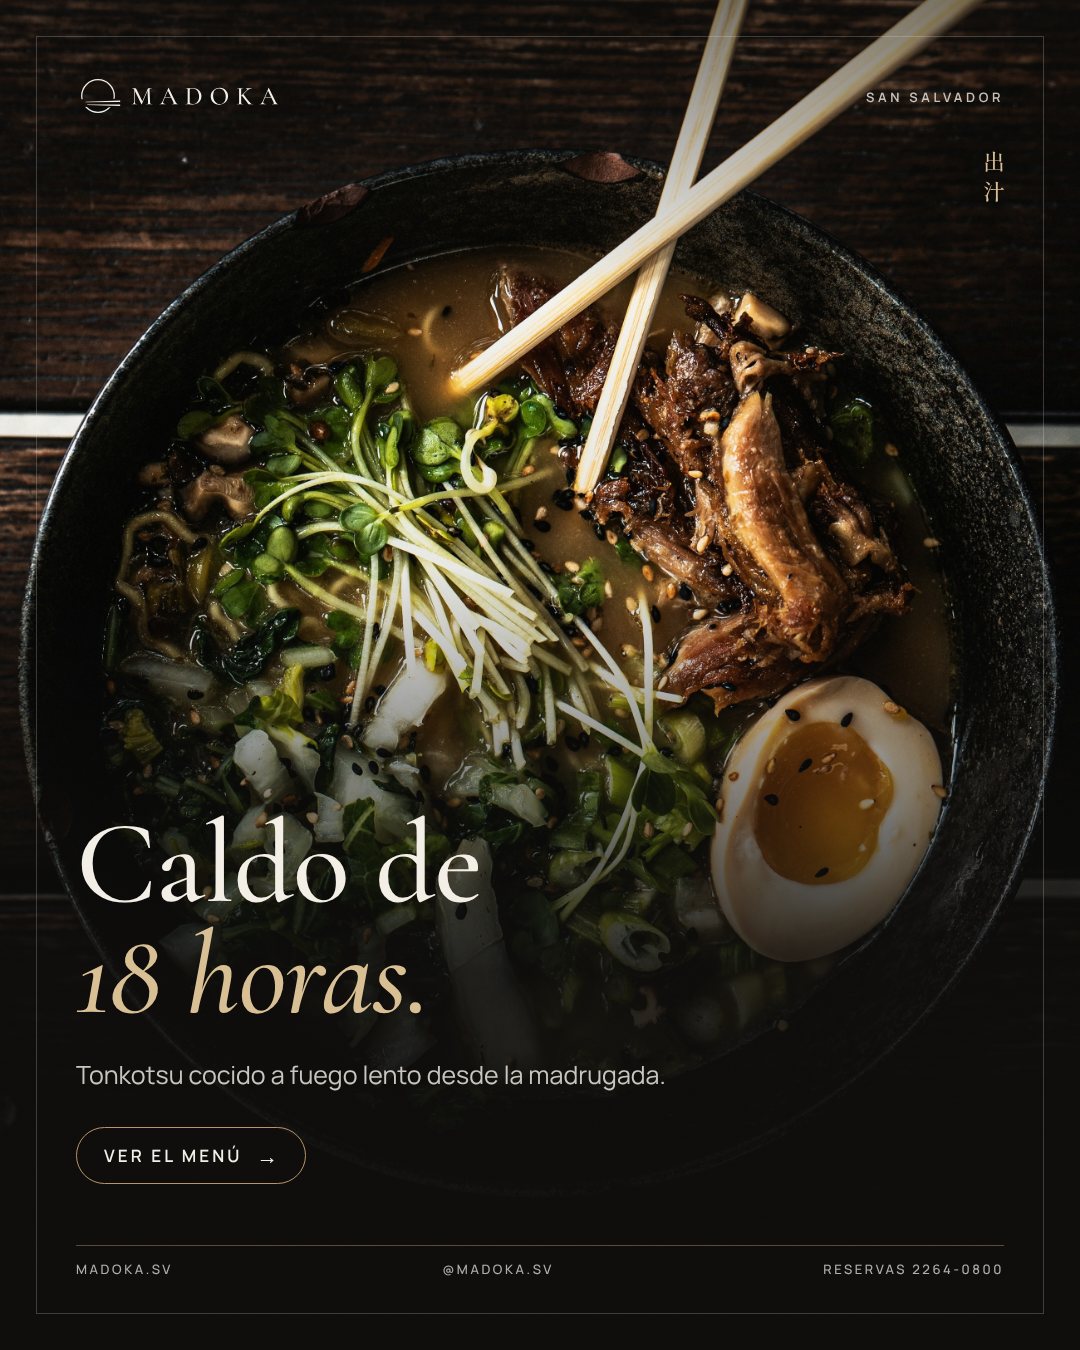 MADOKA
SAN SALVADOR
出汁
Caldo de
18 horas.
Tonkotsu cocido a fuego lento desde la madrugada.
VER EL MENÚ →
MADOKA.SV
@MADOKA.SV
RESERVAS 2264-0800